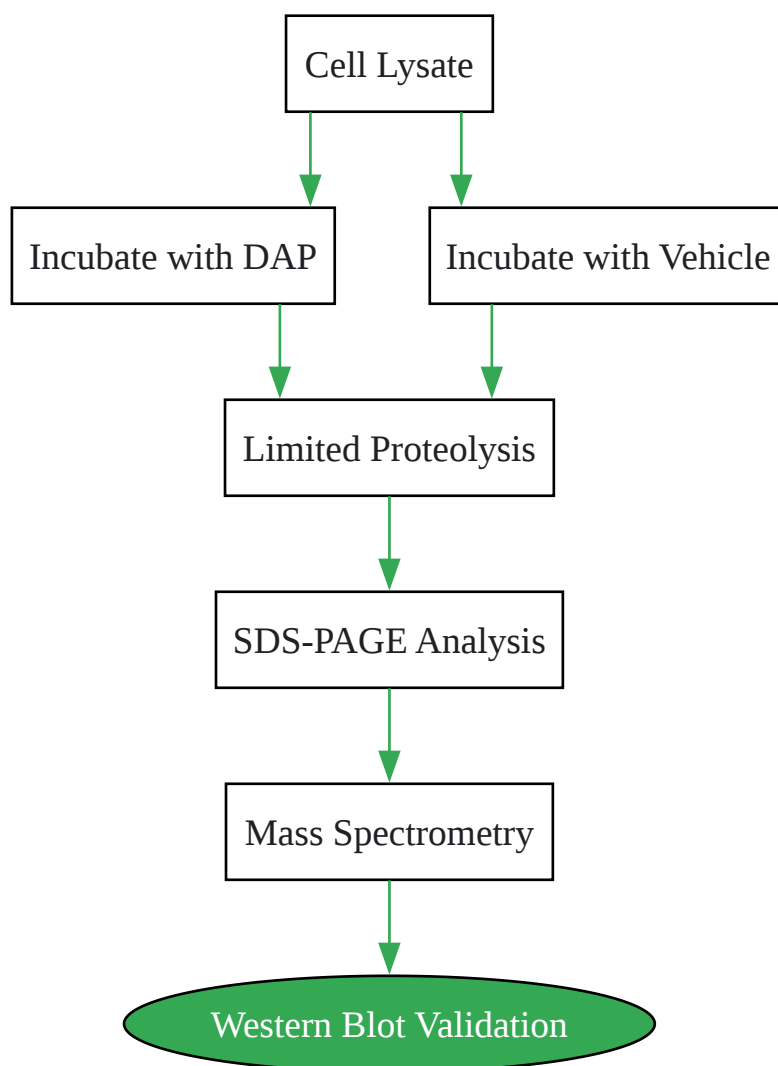 Cell Lysate
Incubate with DAP
Incubate with Vehicle
Limited Proteolysis
SDS-PAGE Analysis
Mass Spectrometry
Western Blot Validation